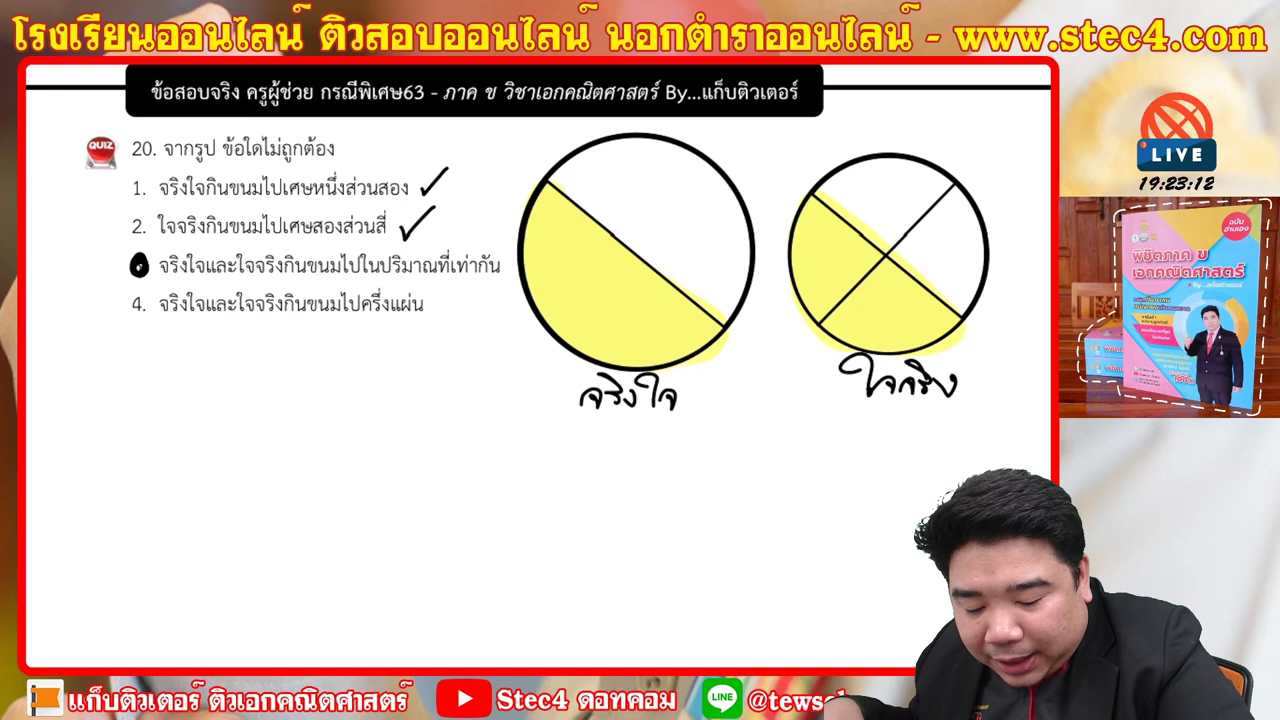 โรงเรียนออนไลน์ ติวสอบออนไลน์ นอกตำราออนไลน์ - www.stec4.com
ข้อสอบจริง ครูผู้ช่วย กรณีพิเศษ63 - ภาค ข วิชาเอกคณิตศาสตร์ By...แก๊บติวเตอร์
QUIZ
20. จากรูป ข้อใดไม่ถูกต้อง
1. จริงใจกินขนมไปเศษหนึ่งส่วนสอง
2. ใจจริงกินขนมไปเศษสองส่วนสี่
จริงใจและใจจริงกินขนมไปในปริมาณที่เท่ากัน
4. จริงใจและใจจริงกินขนมไปครึ่งแผ่น
จริงใจ
ใจจริง
LIVE
19:23:12
ฉบับ
อ่านเอง
พิชิตภาค ข
เอกคณิตศาสตร์
แก๊บติวเตอร์ ติวเอกคณิตศาสตร์
Stec4 ดอทคอม
LINE